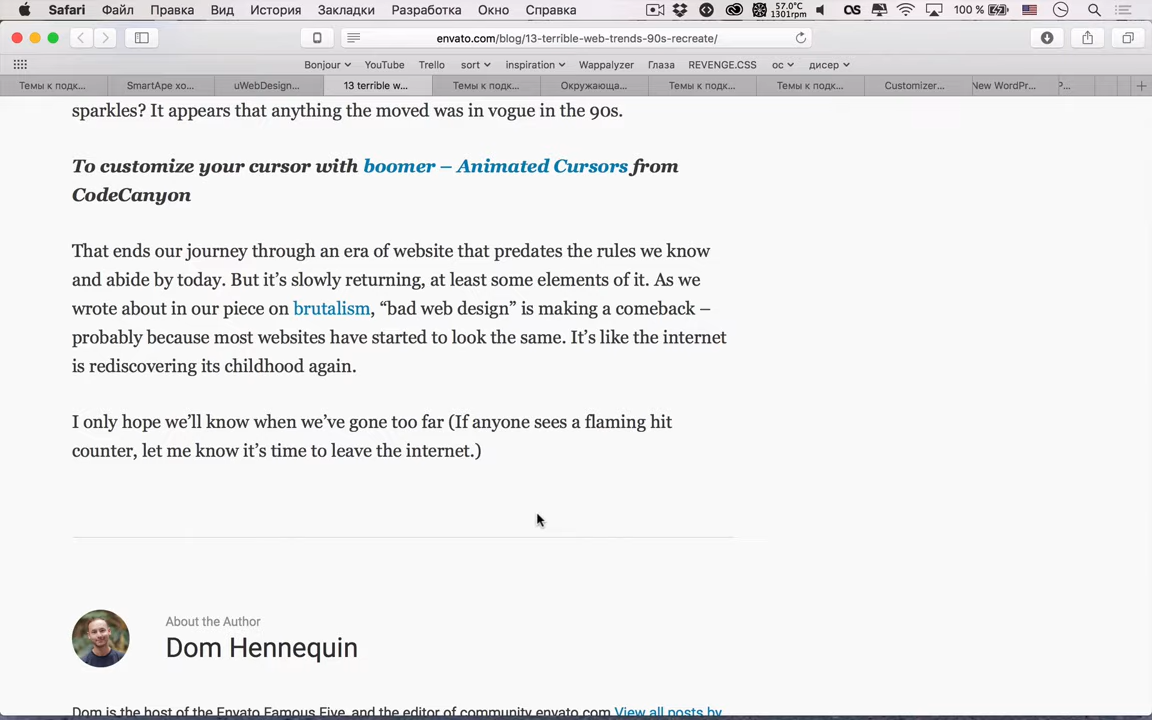 Safari Файл Правка Вид История Закладки Разработка Окно Справка 57.0°C 1301rpm 100 %
envato.com/blog/13-terrible-web-trends-90s-recreate/
Bonjour YouTube Trello sort inspiration Wappalyzer Глаза REVENGE.CSS ос дисер
Темы к подк... SmartApe хо... uWebDesign... 13 terrible w... Темы к подк... Окружающа... Темы к подк... Темы к подк... Customizer... New WordPr... P...
sparkles? It appears that anything the moved was in vogue in the 90s.
To customize your cursor with boomer – Animated Cursors from
CodeCanyon
That ends our journey through an era of website that predates the rules we know
and abide by today. But it’s slowly returning, at least some elements of it. As we
wrote about in our piece on brutalism, “bad web design” is making a comeback –
probably because most websites have started to look the same. It’s like the internet
is rediscovering its childhood again.
I only hope we’ll know when we’ve gone too far (If anyone sees a flaming hit
counter, let me know it’s time to leave the internet.)
About the Author
Dom Hennequin
Dom is the host of the Envato Famous Five, and the editor of community.envato.com View all posts by